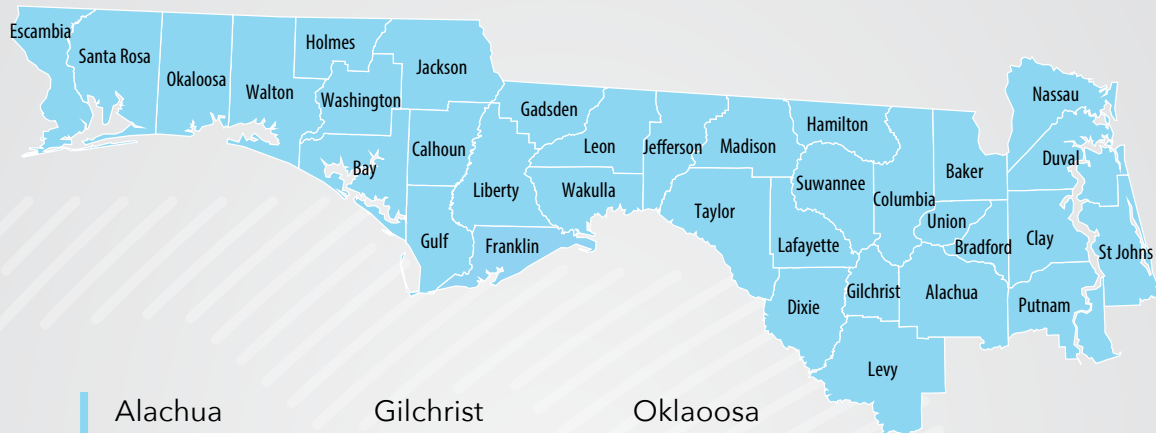 Escambia
Santa Rosa
Okaloosa
Walton
Holmes
Washington
Jackson
Bay
Calhoun
Gulf
Gadsden
Liberty
Franklin
Leon
Wakulla
Jefferson
Madison
Taylor
Hamilton
Suwannee
Lafayette
Dixie
Columbia
Gilchrist
Levy
Baker
Union
Bradford
Alachua
Nassau
Duval
Clay
St Johns
Putnam
Alachua Gilchrist Oklaoosa